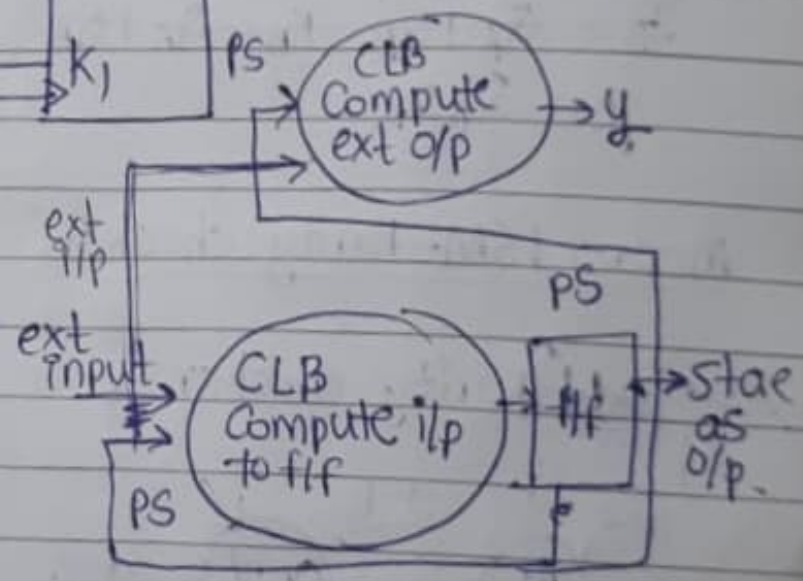 K1
PS
CLB
Compute
ext o/p
y
ext
i/p
PS
ext
input
CLB
Compute i/p
to f/f
f/f
Stae
as
o/p.
PS